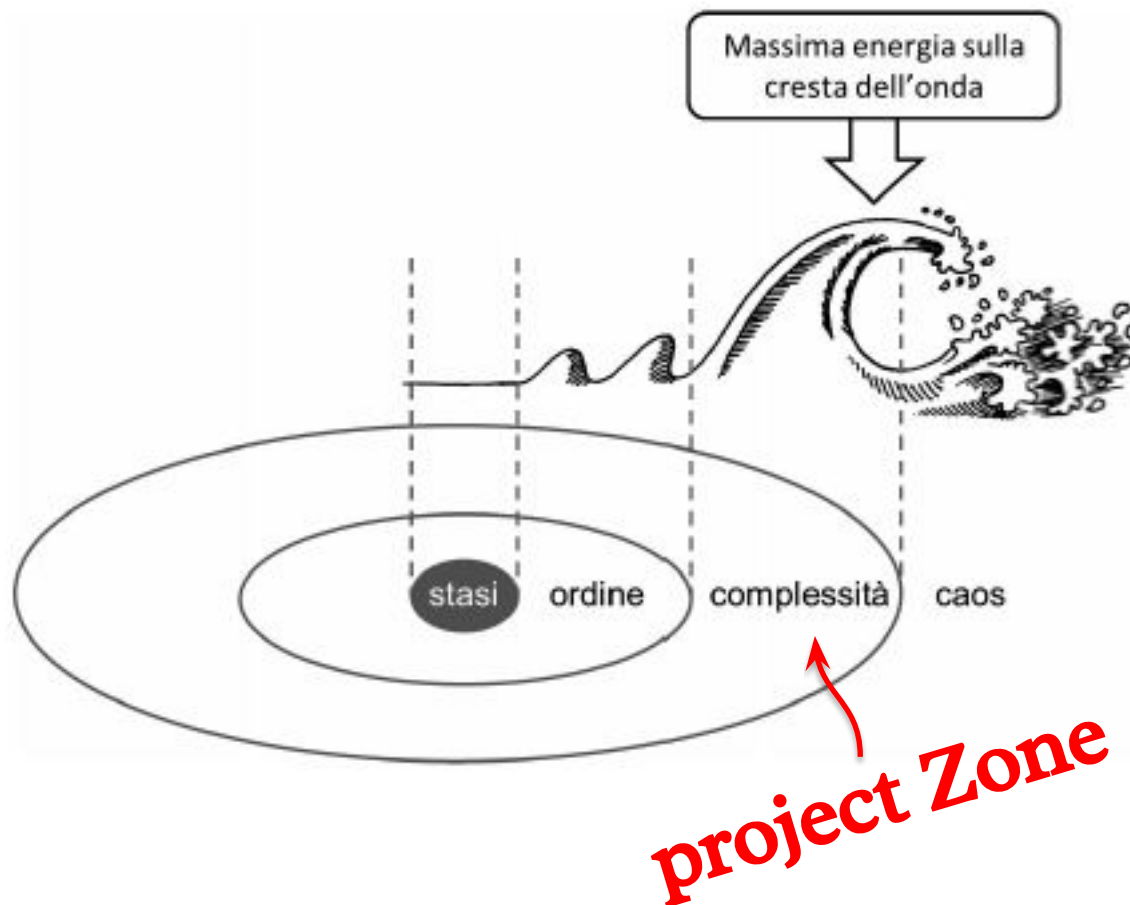 Massima energia sulla
cresta dell'onda
stasi
ordine
complessità
caos
project Zone